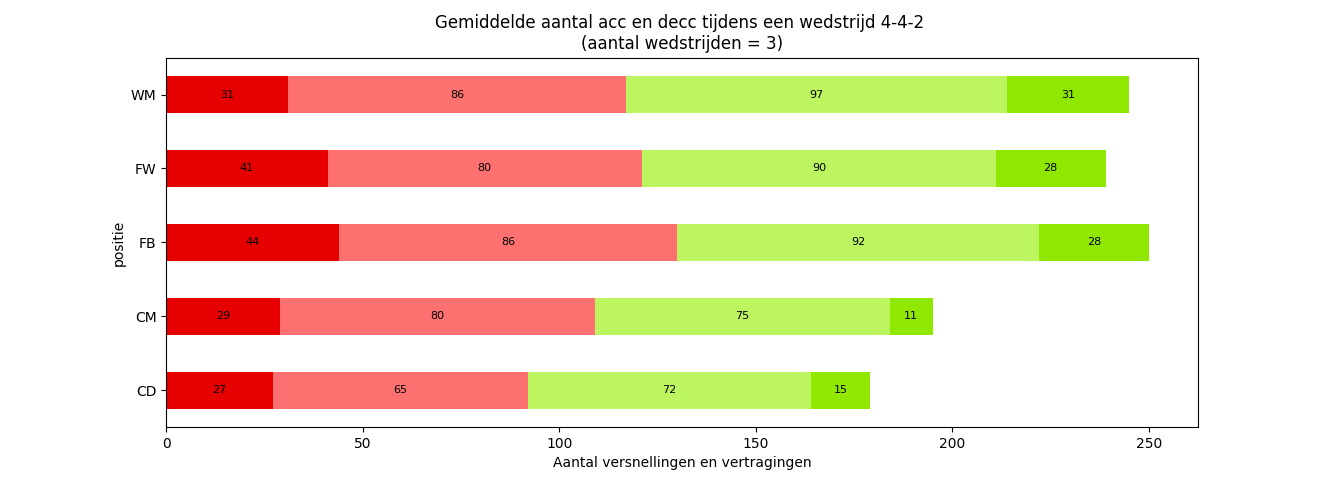 Gemiddelde aantal acc en decc tijdens een wedstrijd 4-4-2
(aantal wedstrijden = 3)
positie
WM 31 86 97 31
FW 41 80 90 28
FB 44 86 92 28
CM 29 80 75 11
CD 27 65 72 15
0 50 100 150 200 250
Aantal versnellingen en vertragingen